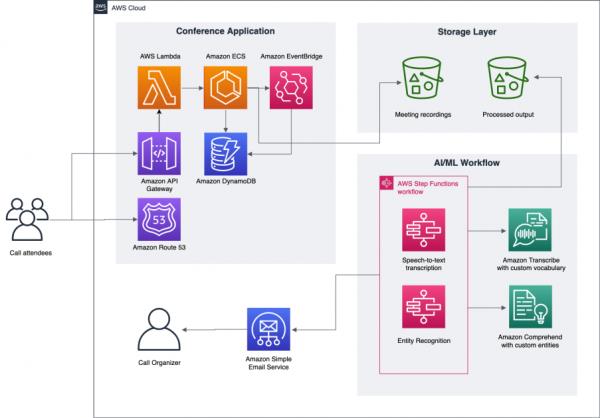 aws
AWS Cloud
Conference Application
AWS Lambda
Amazon ECS
Amazon EventBridge
Amazon API
Gateway
Amazon DynamoDB
53
Amazon Route 53
Call attendees
Storage Layer
Meeting recordings
Processed output
AI/ML Workflow
AWS Step Functions
workflow
Speech-to-text
transcription
Amazon Transcribe
with custom vocabulary
Entity Recognition
Amazon Comprehend
with custom entities
Call Organizer
Amazon Simple
Email Service